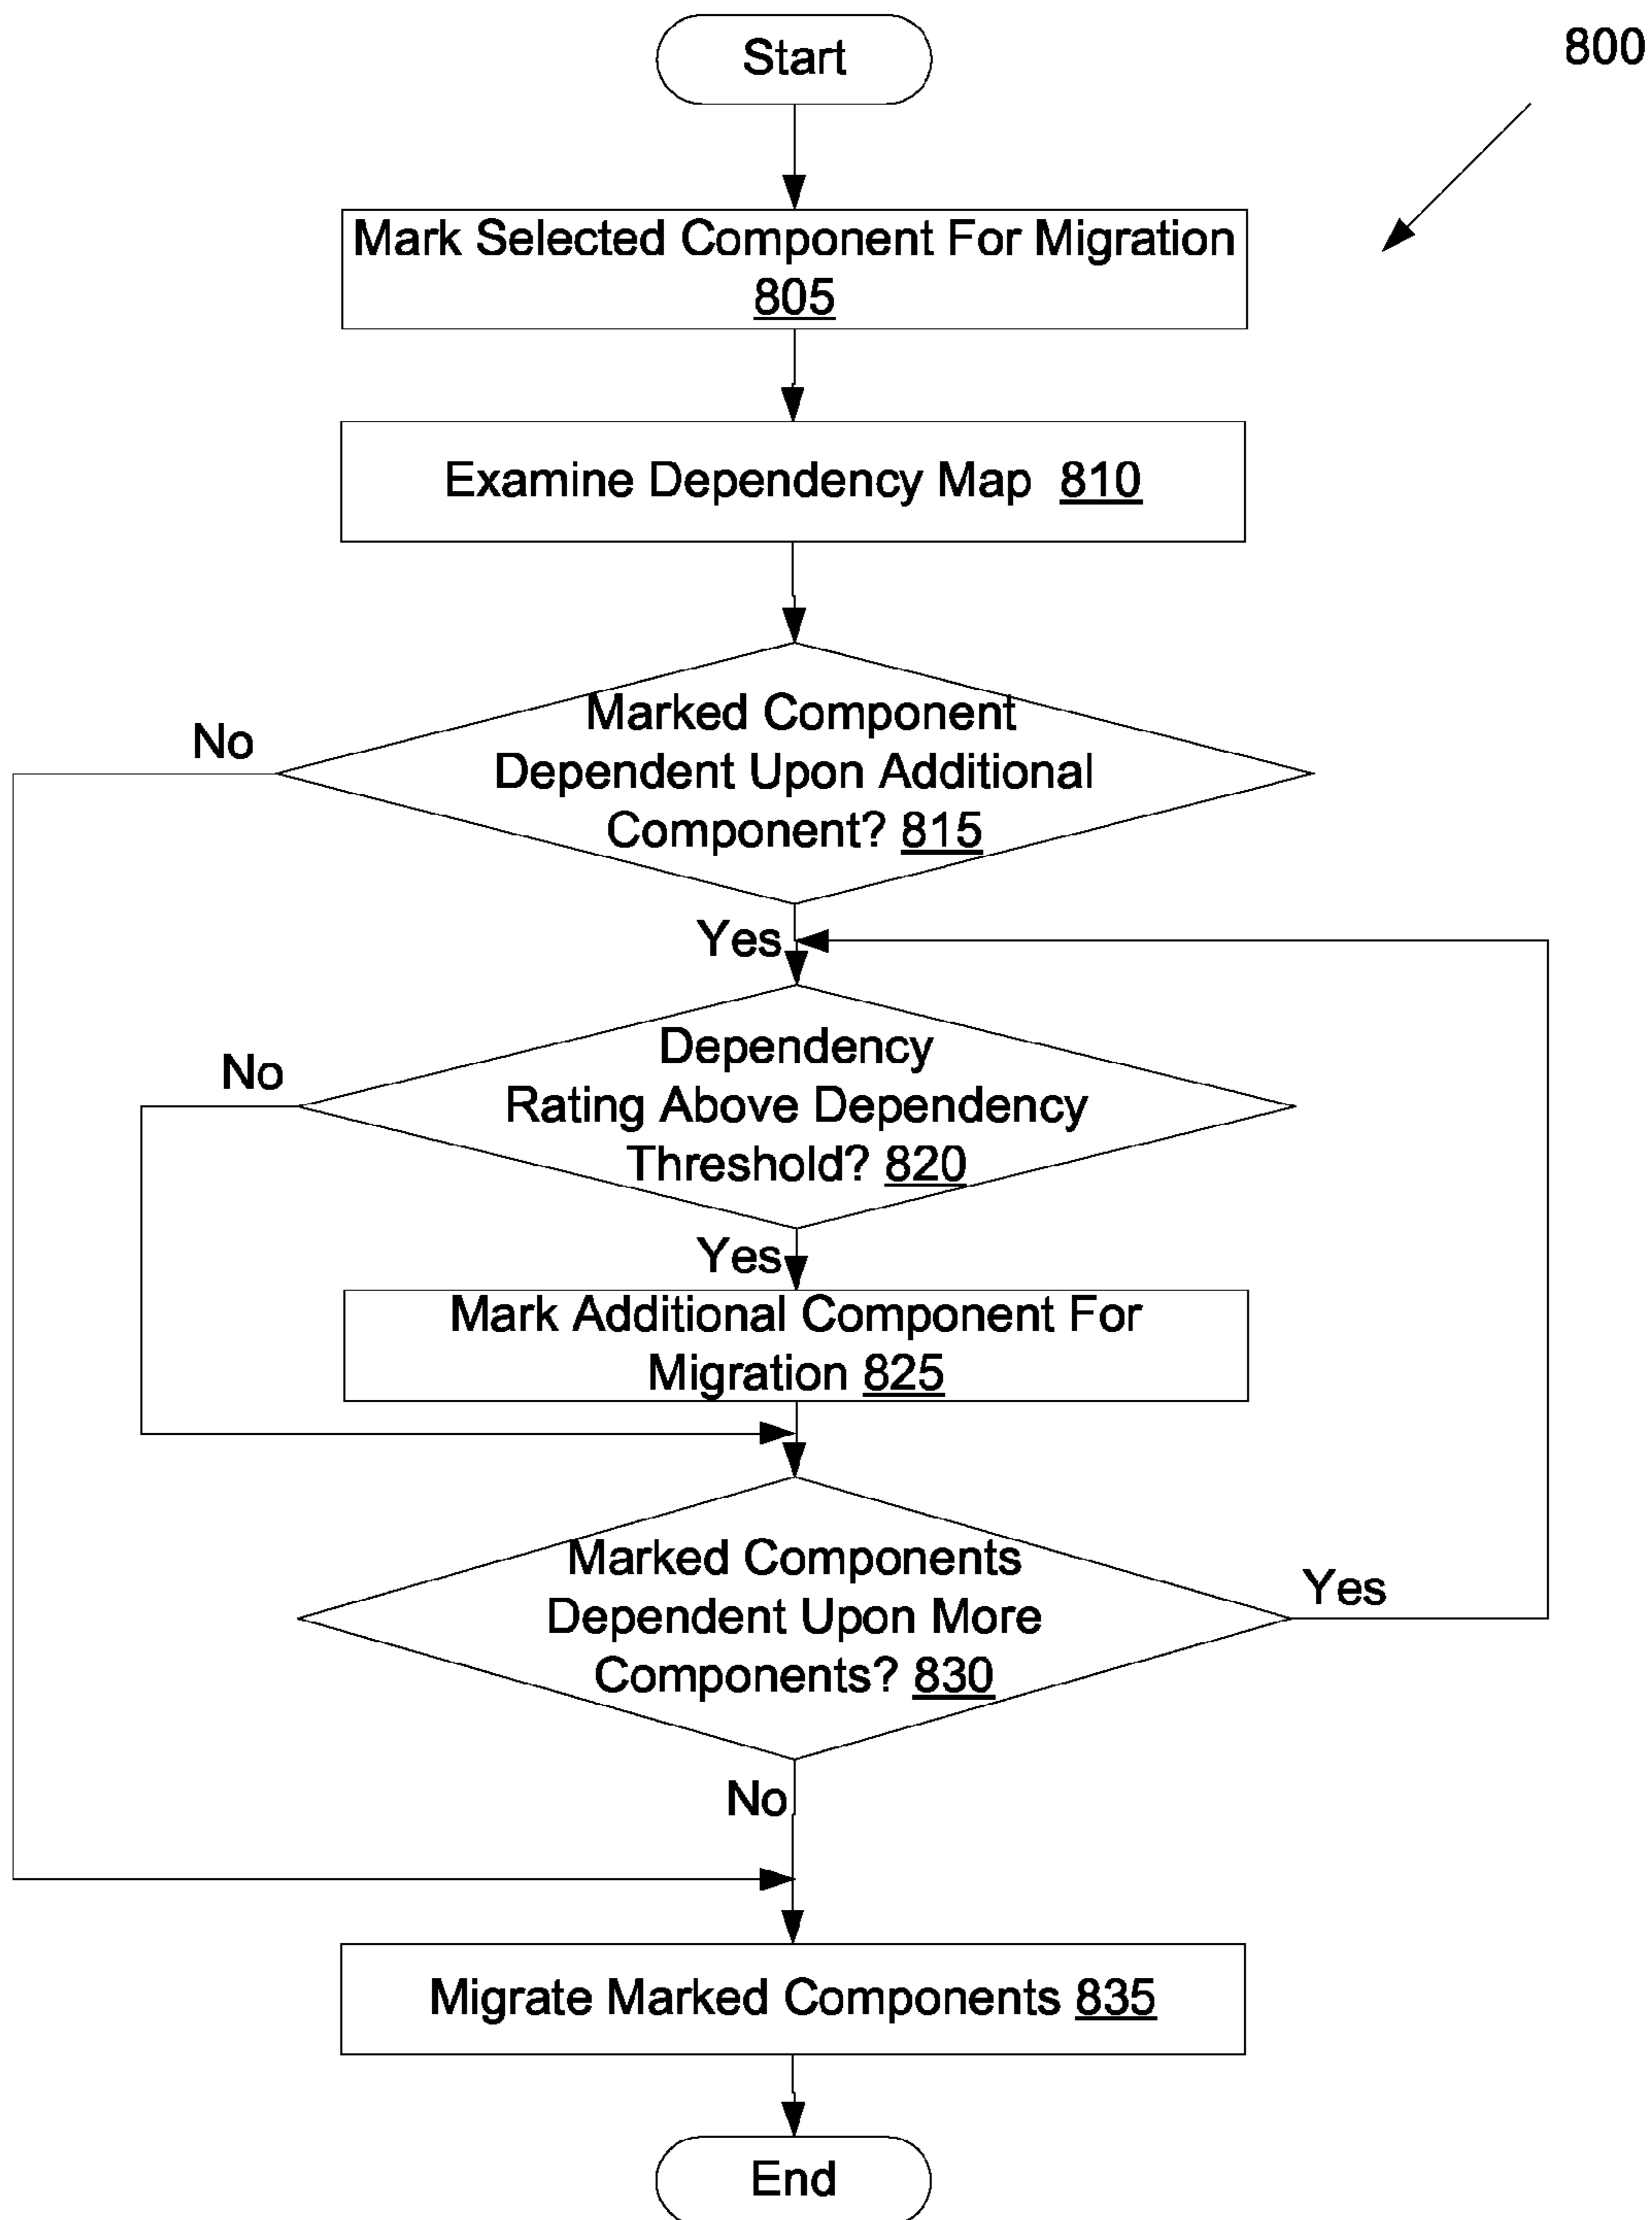 Start
800
Mark Selected Component For Migration
805
Examine Dependency Map 810
Marked Component
Dependent Upon Additional
Component? 815
No
Yes
Dependency
Rating Above Dependency
Threshold? 820
No
Yes
Mark Additional Component For
Migration 825
Marked Components
Dependent Upon More
Components? 830
Yes
No
Migrate Marked Components 835
End